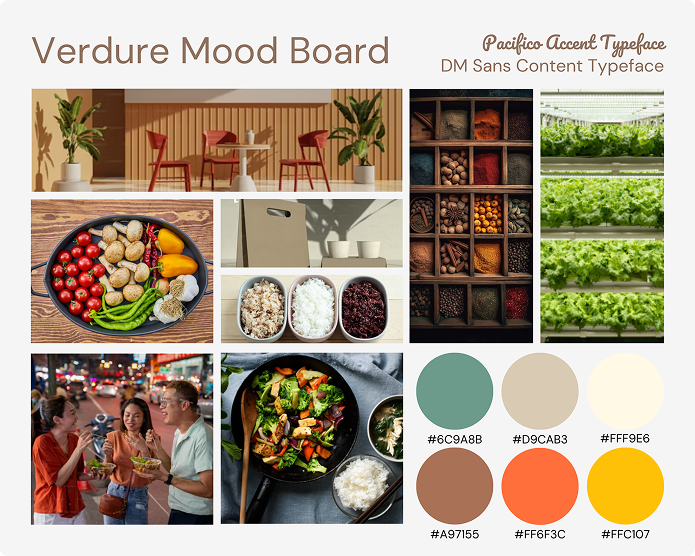 Verdure Mood Board
Pacifico Accent Typeface
DM Sans Content Typeface
#6C9A8B
#D9CAB3
#FFF9E6
#A97155
#FF6F3C
#FFC107